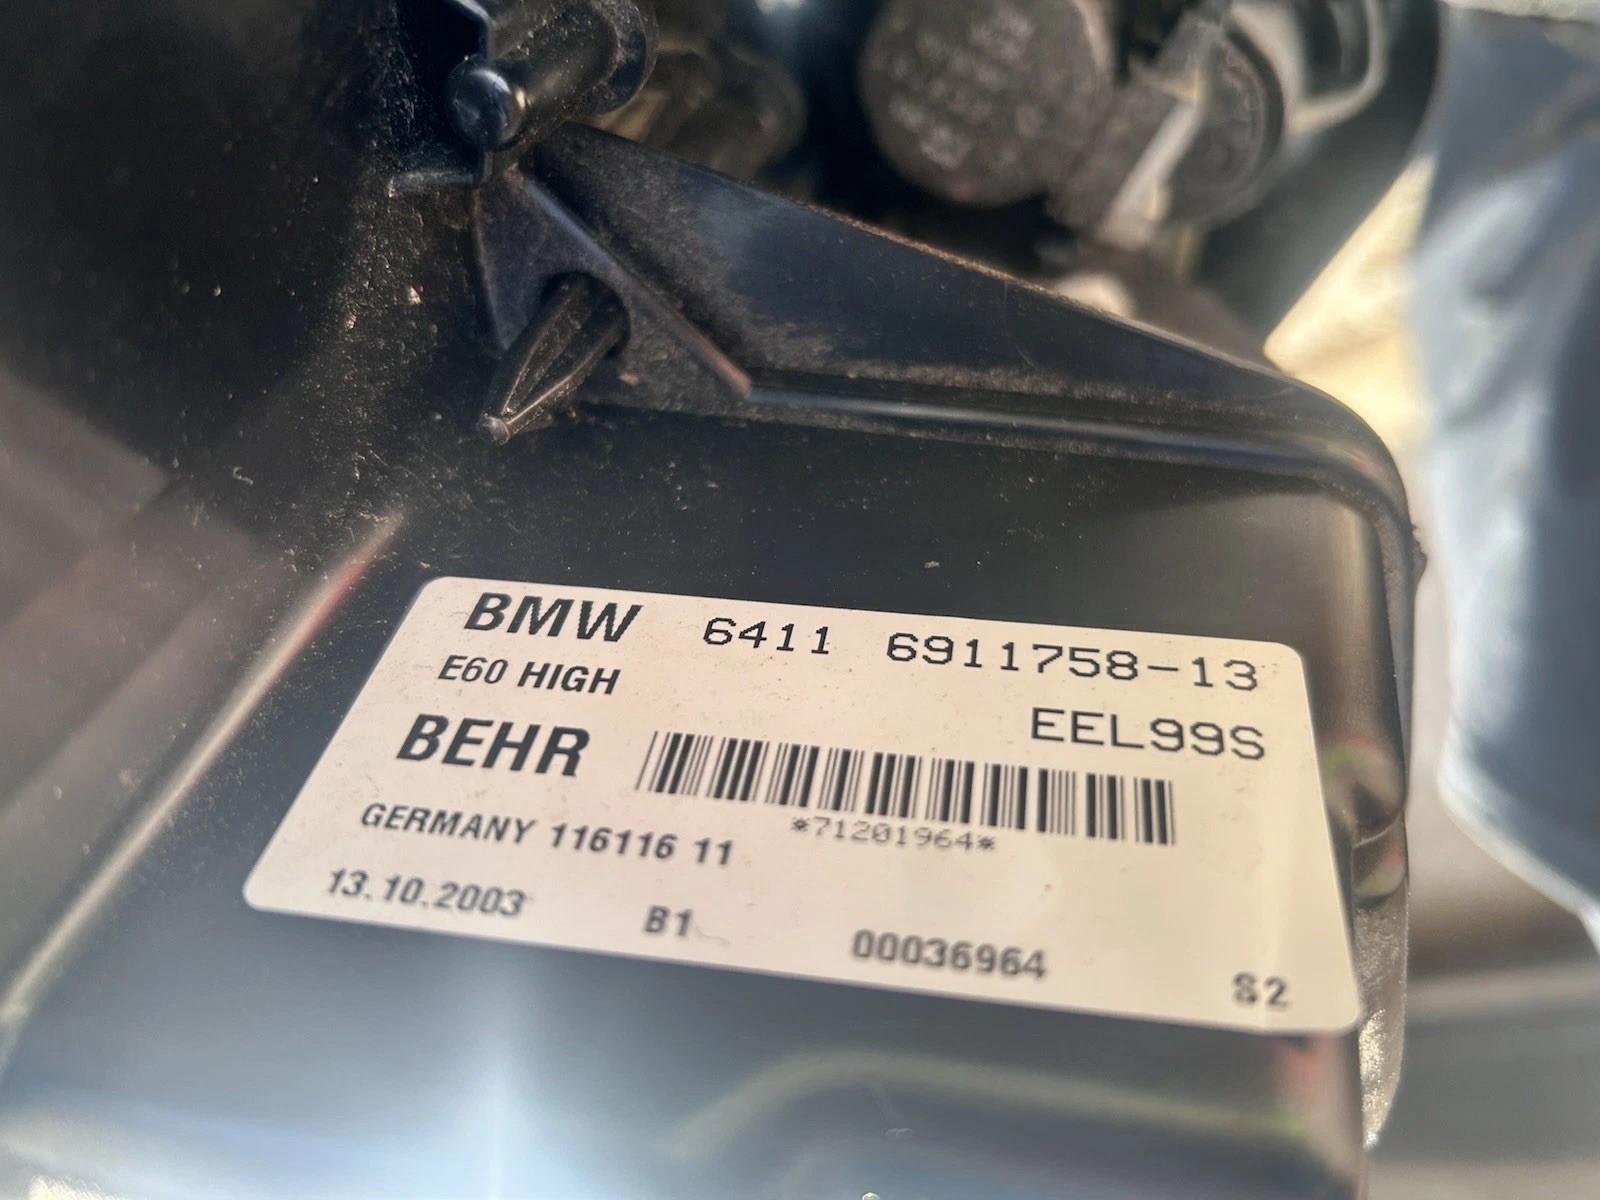 BMW 6411 6911758-13
E60 HIGH
EEL99S
BEHR
*71201964*
GERMANY 116116 11
13.10.2003 B1 00036964 S2